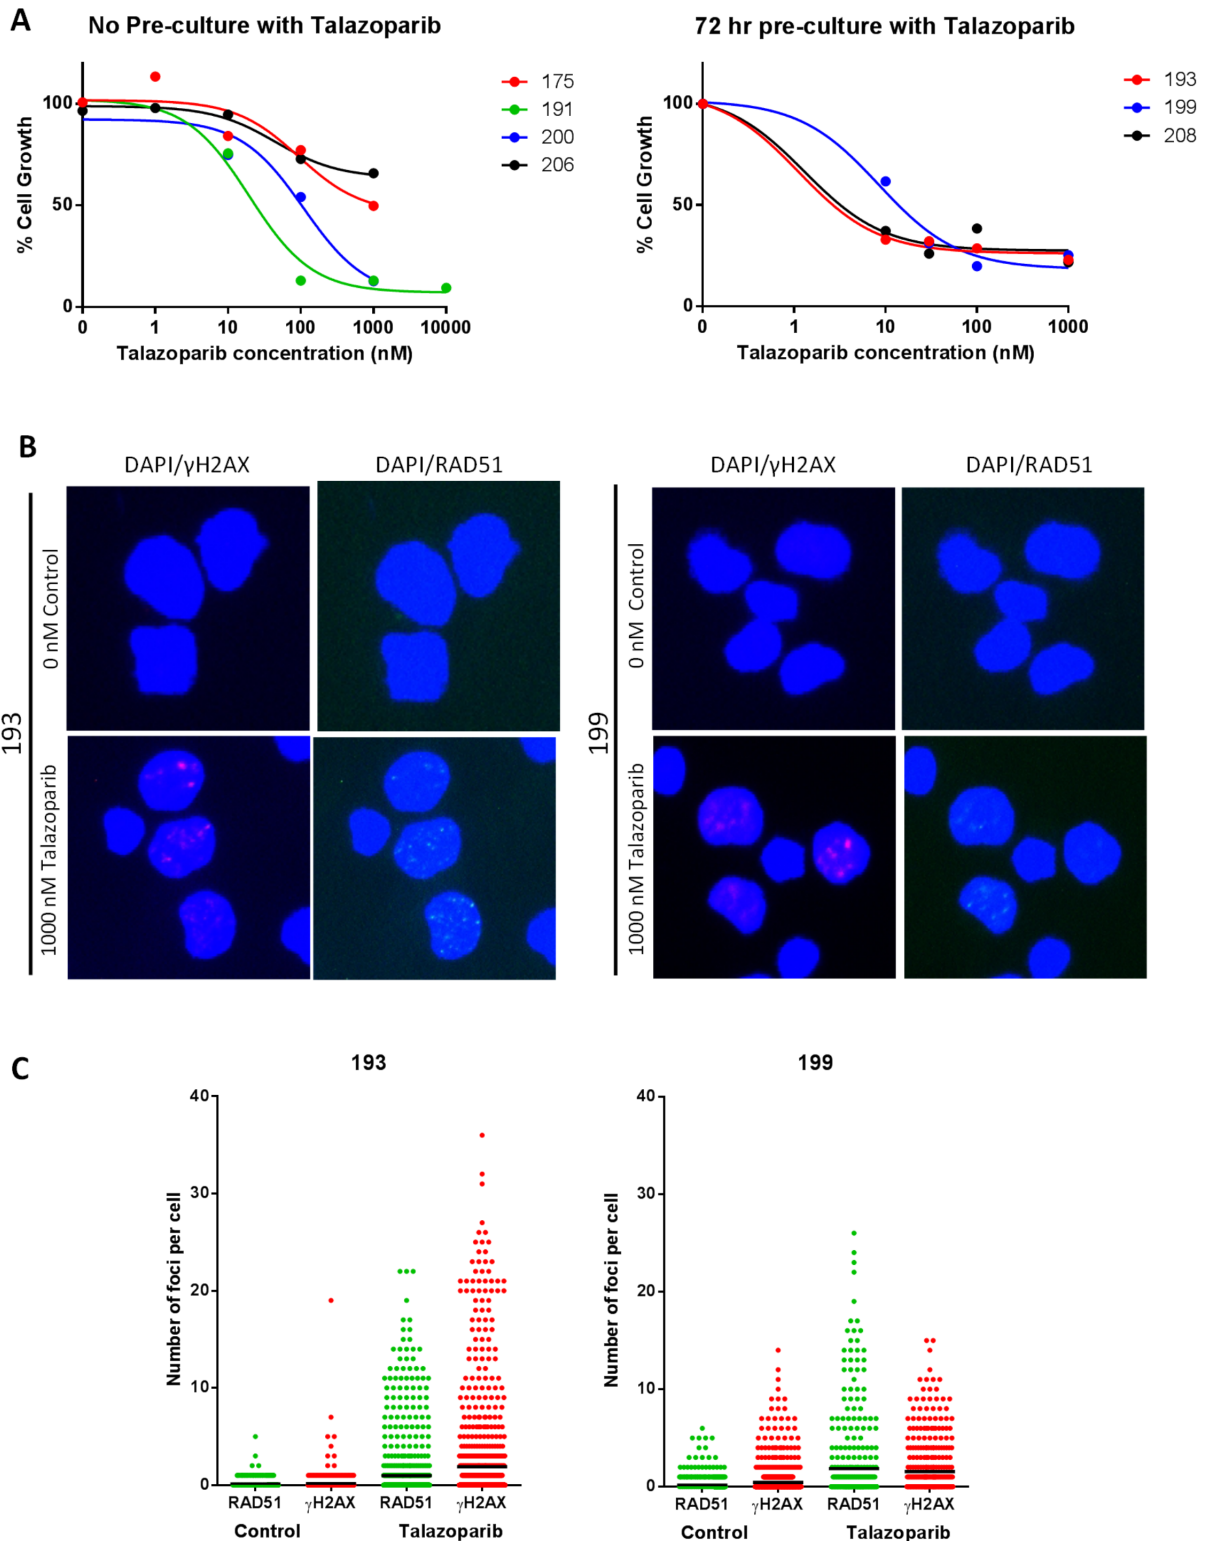 A
No Pre-culture with Talazoparib
% Cell Growth
100
50
0
0 1 10 100 1000 10000
Talazoparib concentration (nM)
175
191
200
206
72 hr pre-culture with Talazoparib
% Cell Growth
100
50
0
0 1 10 100 1000
Talazoparib concentration (nM)
193
199
208
B
DAPI/γH2AX DAPI/RAD51
193
0 nM Control
1000 nM Talazoparib
DAPI/γH2AX DAPI/RAD51
199
0 nM Control
1000 nM Talazoparib
C
193
Number of foci per cell
40
30
20
10
0
RAD51 γH2AX RAD51 γH2AX
Control Talazoparib
199
Number of foci per cell
40
30
20
10
0
RAD51 γH2AX RAD51 γH2AX
Control Talazoparib